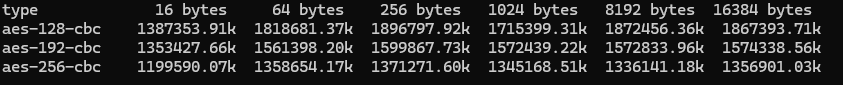 type 16 bytes 64 bytes 256 bytes 1024 bytes 8192 bytes 16384 bytes
aes-128-cbc 1387353.91k 1818681.37k 1896797.92k 1715399.31k 1872456.36k 1867393.71k
aes-192-cbc 1353427.66k 1561398.20k 1599867.73k 1572439.22k 1572833.96k 1574338.56k
aes-256-cbc 1199590.07k 1358654.17k 1371271.60k 1345168.51k 1336141.18k 1356901.03k